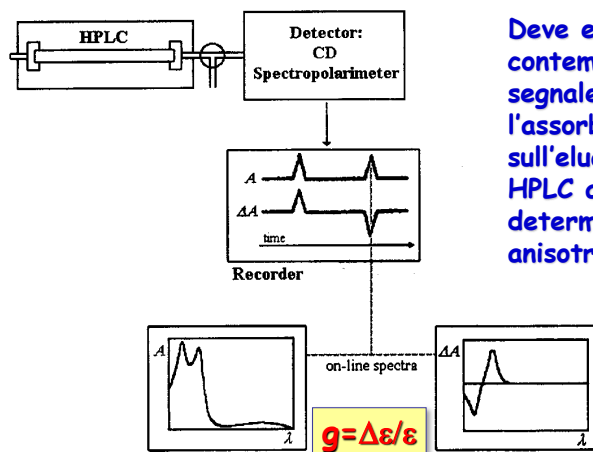 HPLC
Detector:
CD
Spectropolarimeter
A
ΔA
time
Recorder
A
λ
on-line spectra
g=Δε/ε
ΔA
λ
Deve e
contem
segnale
l'assorb
sull'elu
HPLC
determ
anisotr